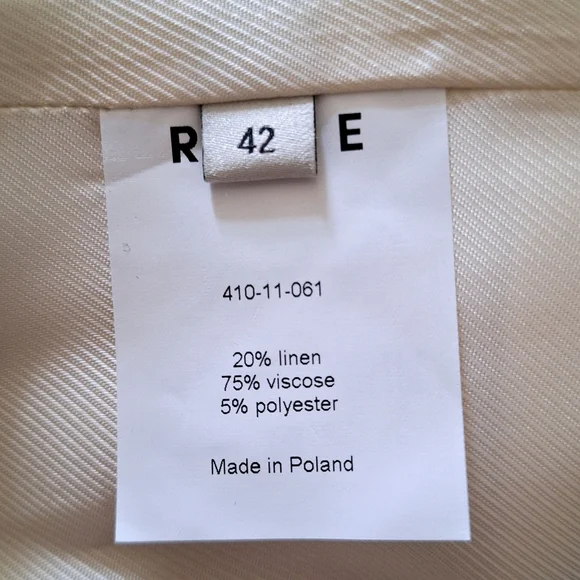 42
410-11-061
20% linen
75% viscose
5% polyester
Made in Poland